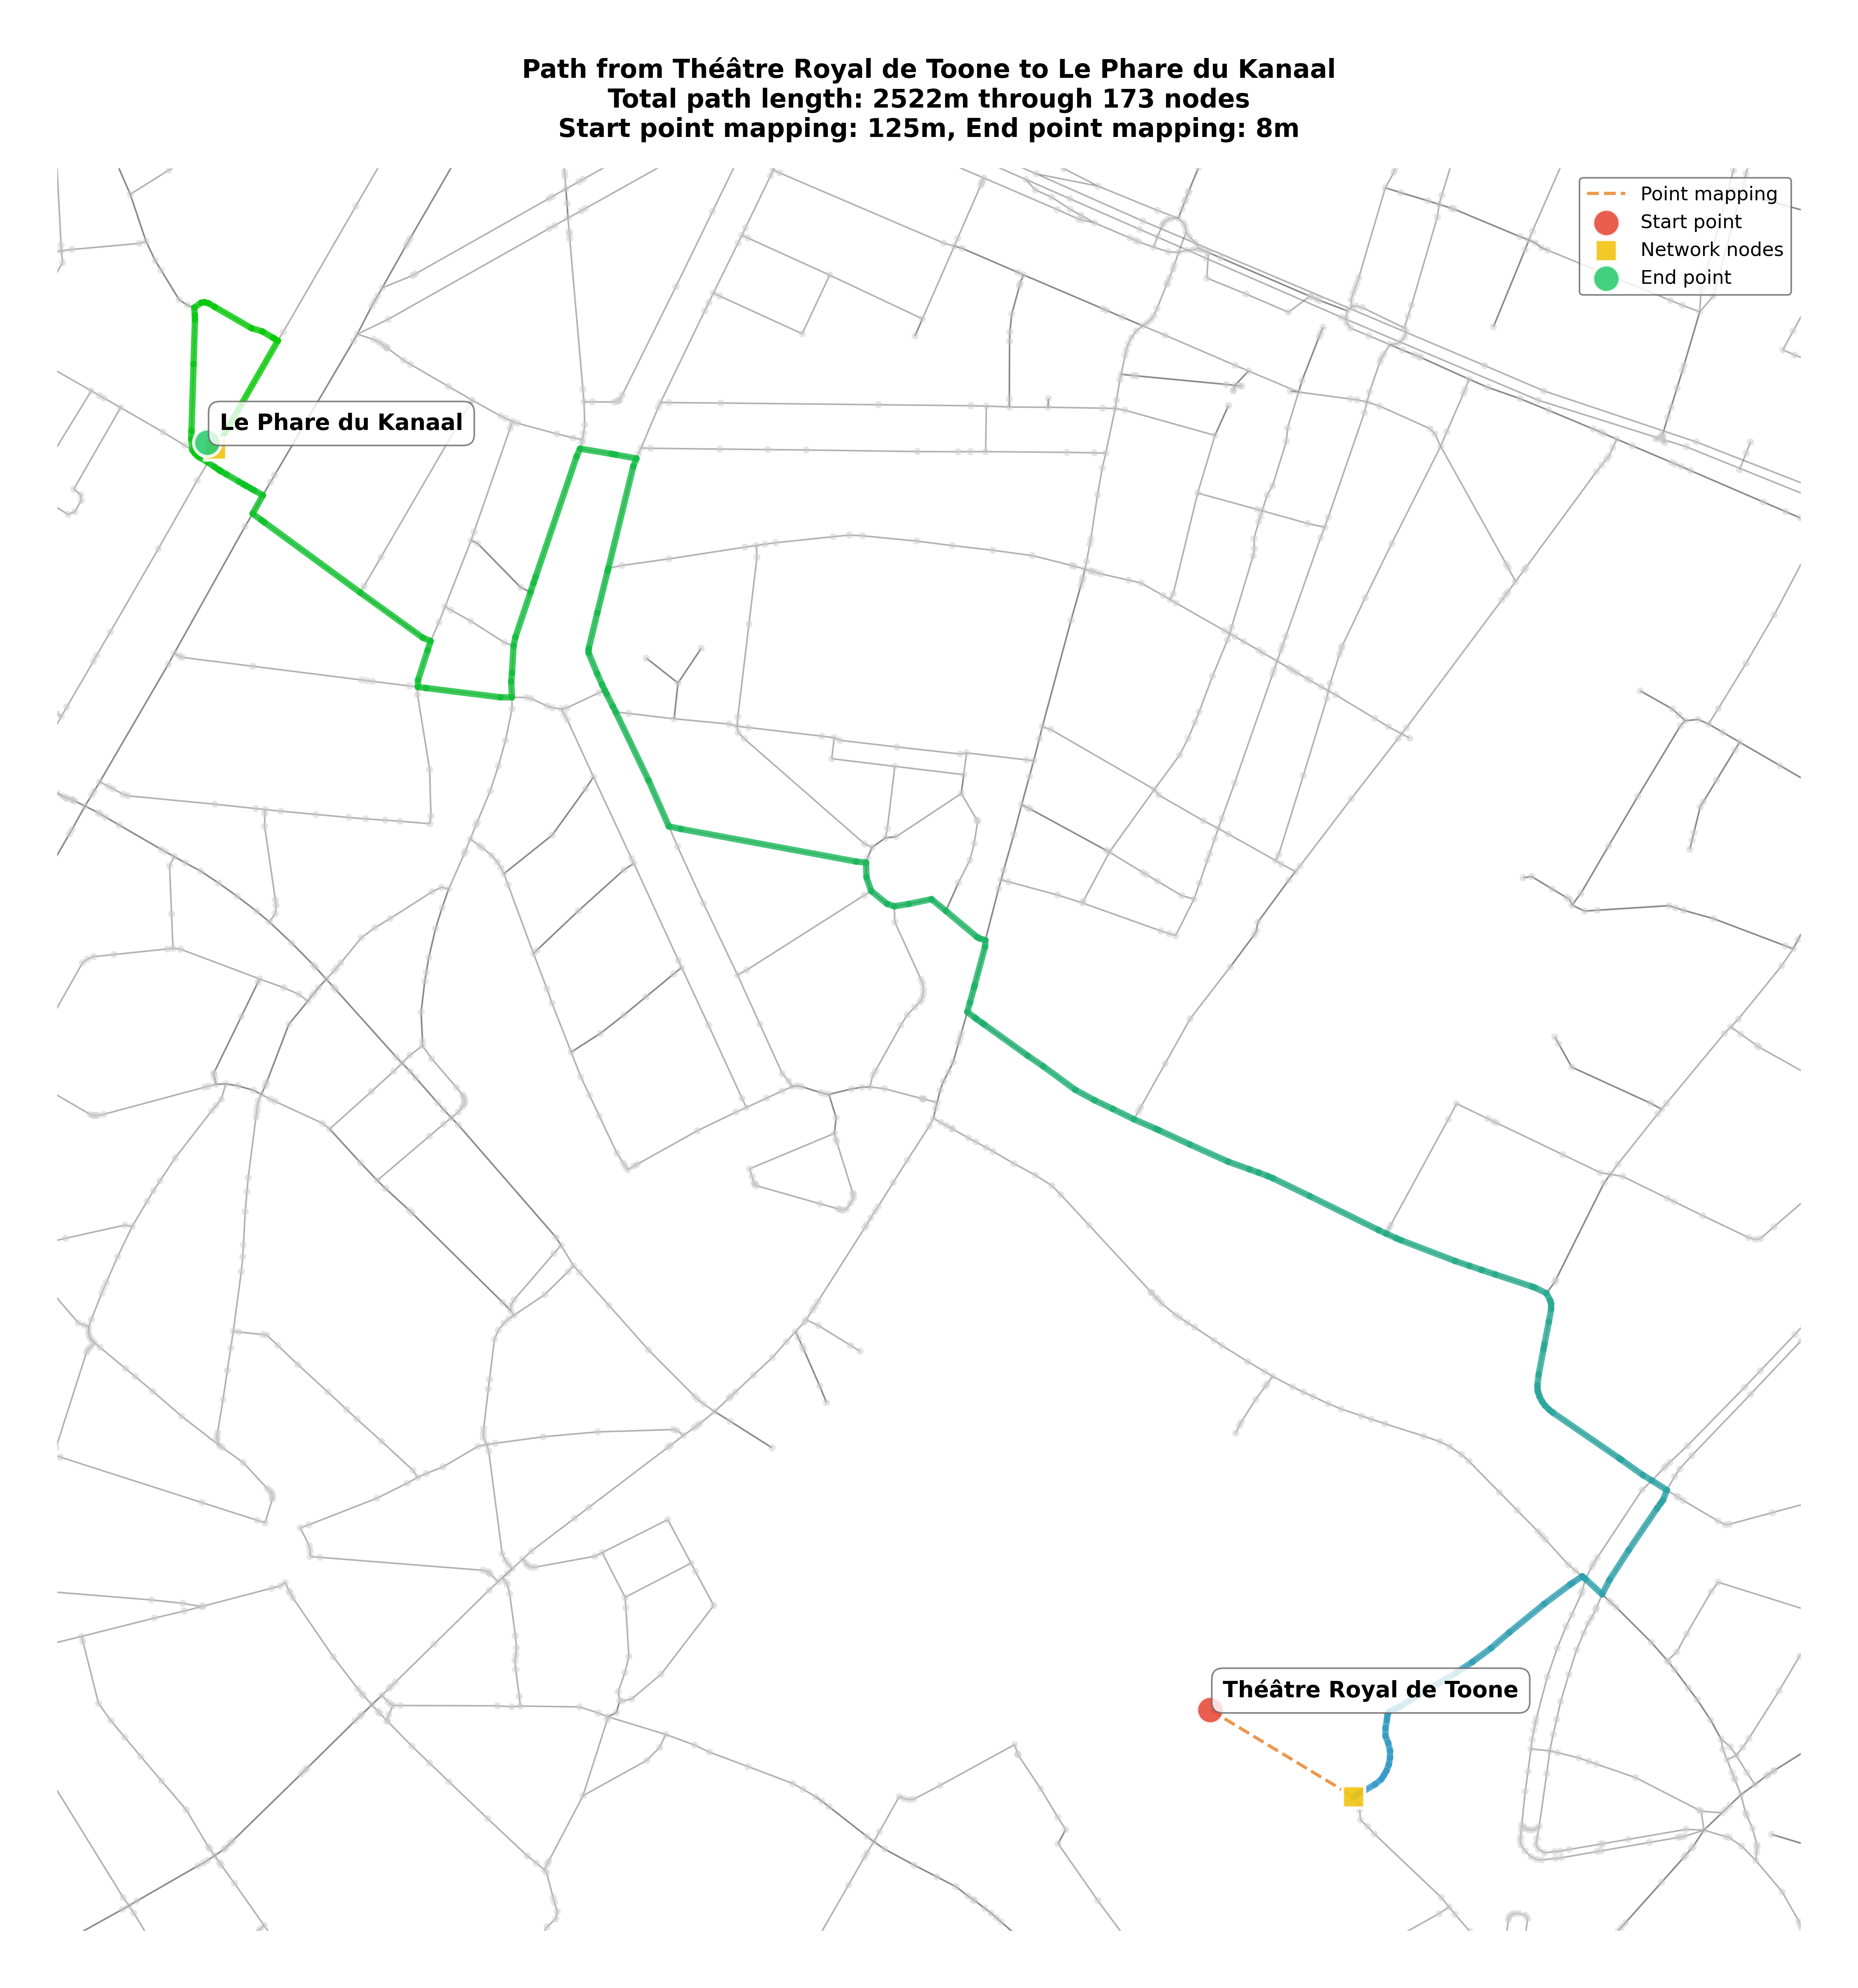 Path from Théâtre Royal de Toone to Le Phare du Kanaal
Total path length: 2522m through 173 nodes
Start point mapping: 125m, End point mapping: 8m
Point mapping
Start point
Network nodes
End point
Le Phare du Kanaal
Théâtre Royal de Toone